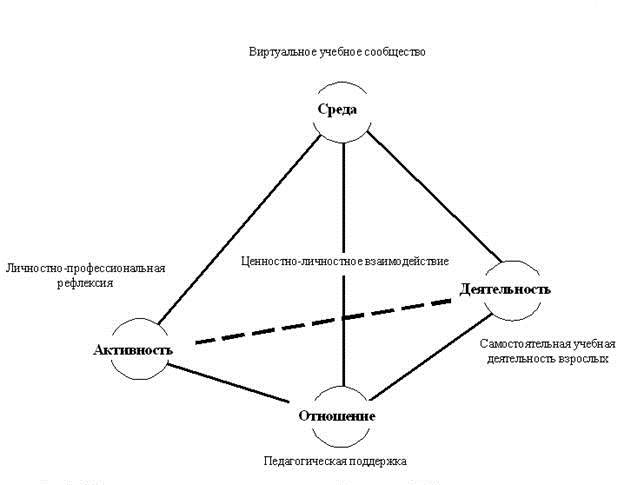 Виртуальное учебное сообщество
Среда
Личностно-профессиональная
рефлексия
Ценностно-личностное взаимодействие
Деятельность
Активность
Самостоятельная учебная
деятельность взрослых
Отношение
Педагогическая поддержка